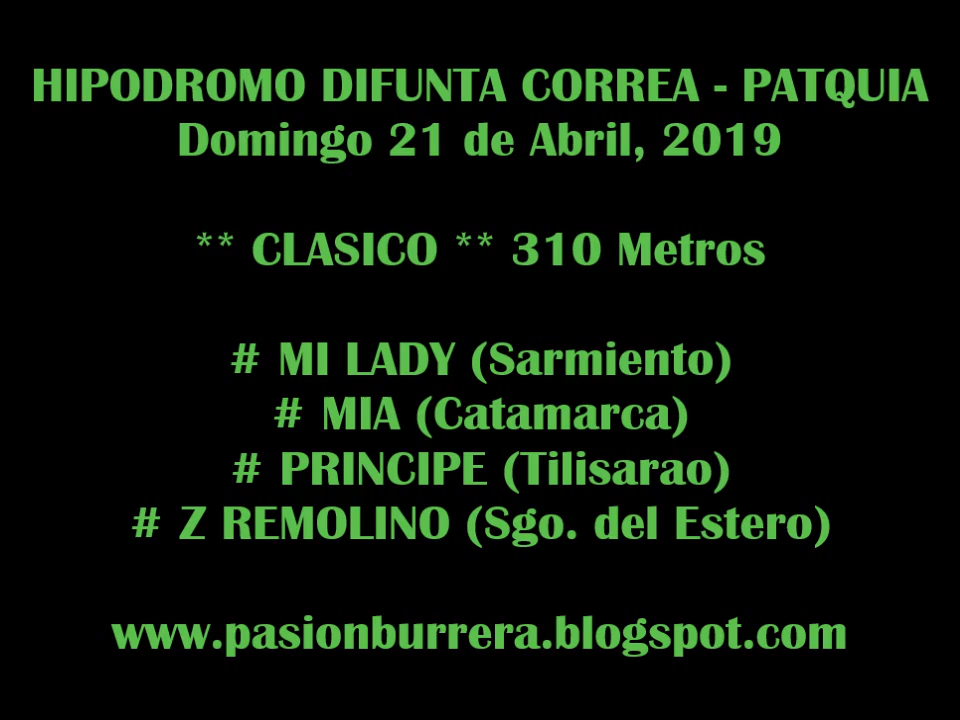 HIPODROMO DIFUNTA CORREA - PATQUIA
Domingo 21 de Abril, 2019
** CLASICO ** 310 Metros
# MI LADY (Sarmiento)
# MIA (Catamarca)
# PRINCIPE (Tilisarao)
# Z REMOLINO (Sgo. del Estero)
www.pasionburrera.blogspot.com